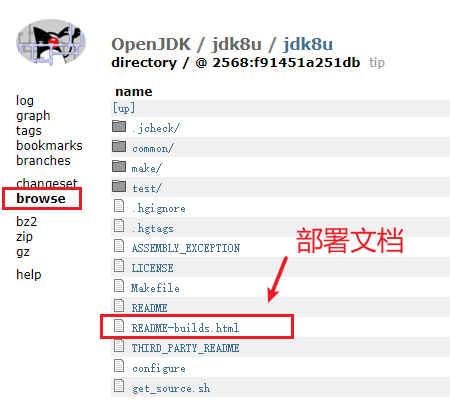 OpenJDK / jdk8u / jdk8u
directory / @ 2568:f91451a251db tip
log
graph
tags
bookmarks
branches
changeset
browse
bz2
zip
gz
help
name
[up]
.jcheck/
common/
make/
test/
.hgignore
.hgtags
ASSEMBLY_EXCEPTION
LICENSE
Makefile
README
README-builds.html
THIRD_PARTY_README
configure
get_source.sh
部署文档